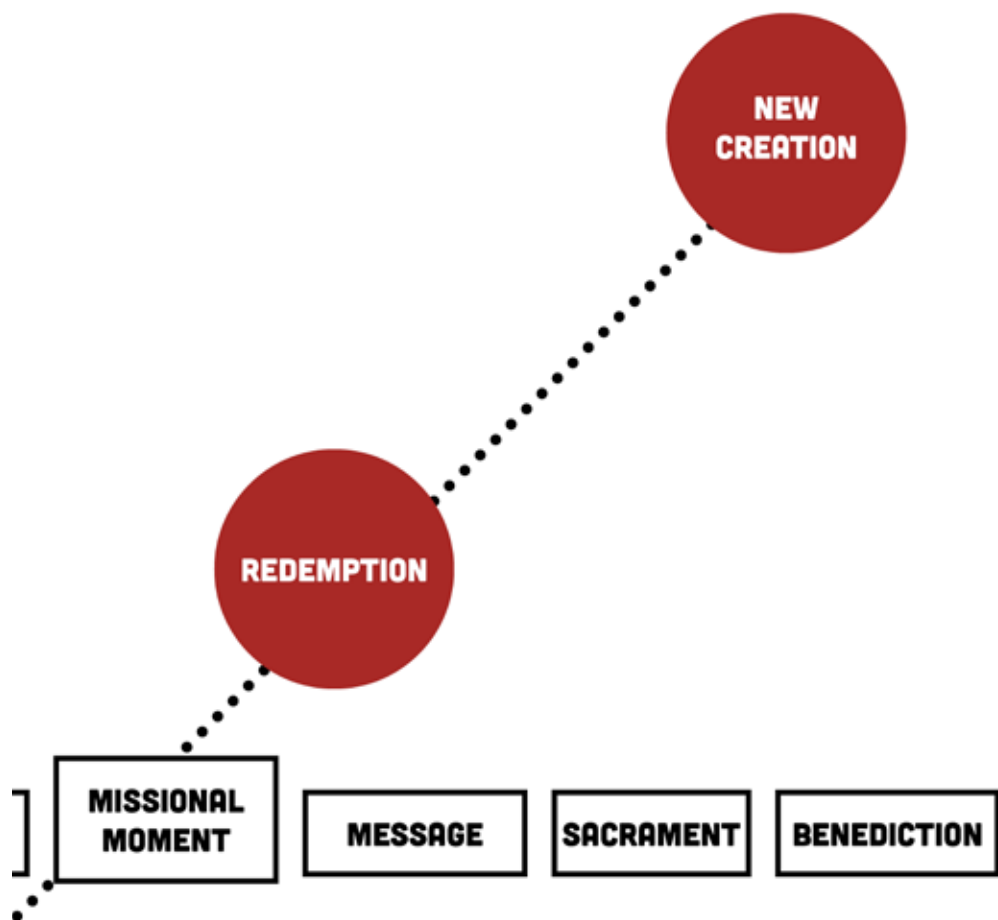 NEW
CREATION
REDEMPTION
MISSIONAL
MOMENT
MESSAGE
SACRAMENT
BENEDICTION